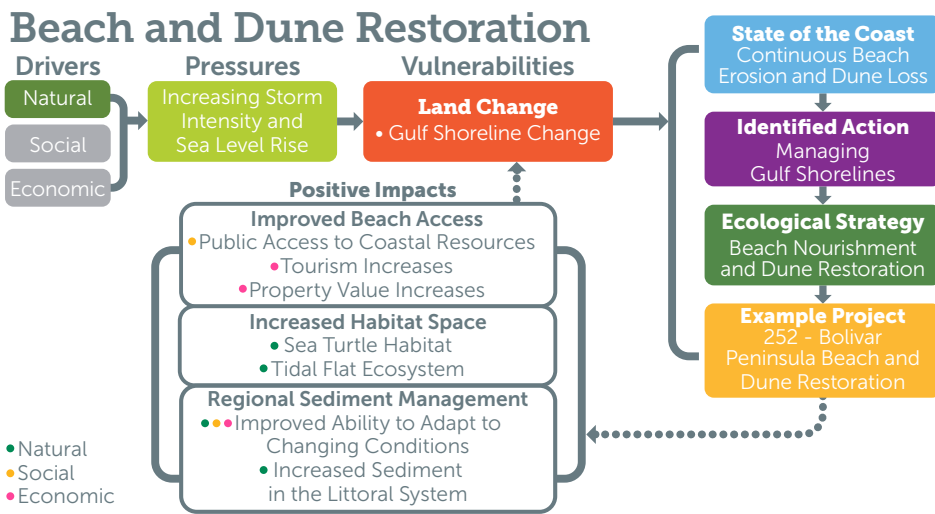 Beach and Dune Restoration
Drivers
Natural
Social
Economic
Pressures
Increasing Storm
Intensity and
Sea Level Rise
Vulnerabilities
Land Change
• Gulf Shoreline Change
State of the Coast
Continuous Beach
Erosion and Dune Loss
Identified Action
Managing
Gulf Shorelines
Ecological Strategy
Beach Nourishment
and Dune Restoration
Example Project
252 - Bolivar
Peninsula Beach and
Dune Restoration
Positive Impacts
Improved Beach Access
• Public Access to Coastal Resources
• Tourism Increases
• Property Value Increases
Increased Habitat Space
• Sea Turtle Habitat
• Tidal Flat Ecosystem
Regional Sediment Management
• • • Improved Ability to Adapt to
Changing Conditions
• Increased Sediment
in the Littoral System
• Natural
• Social
• Economic